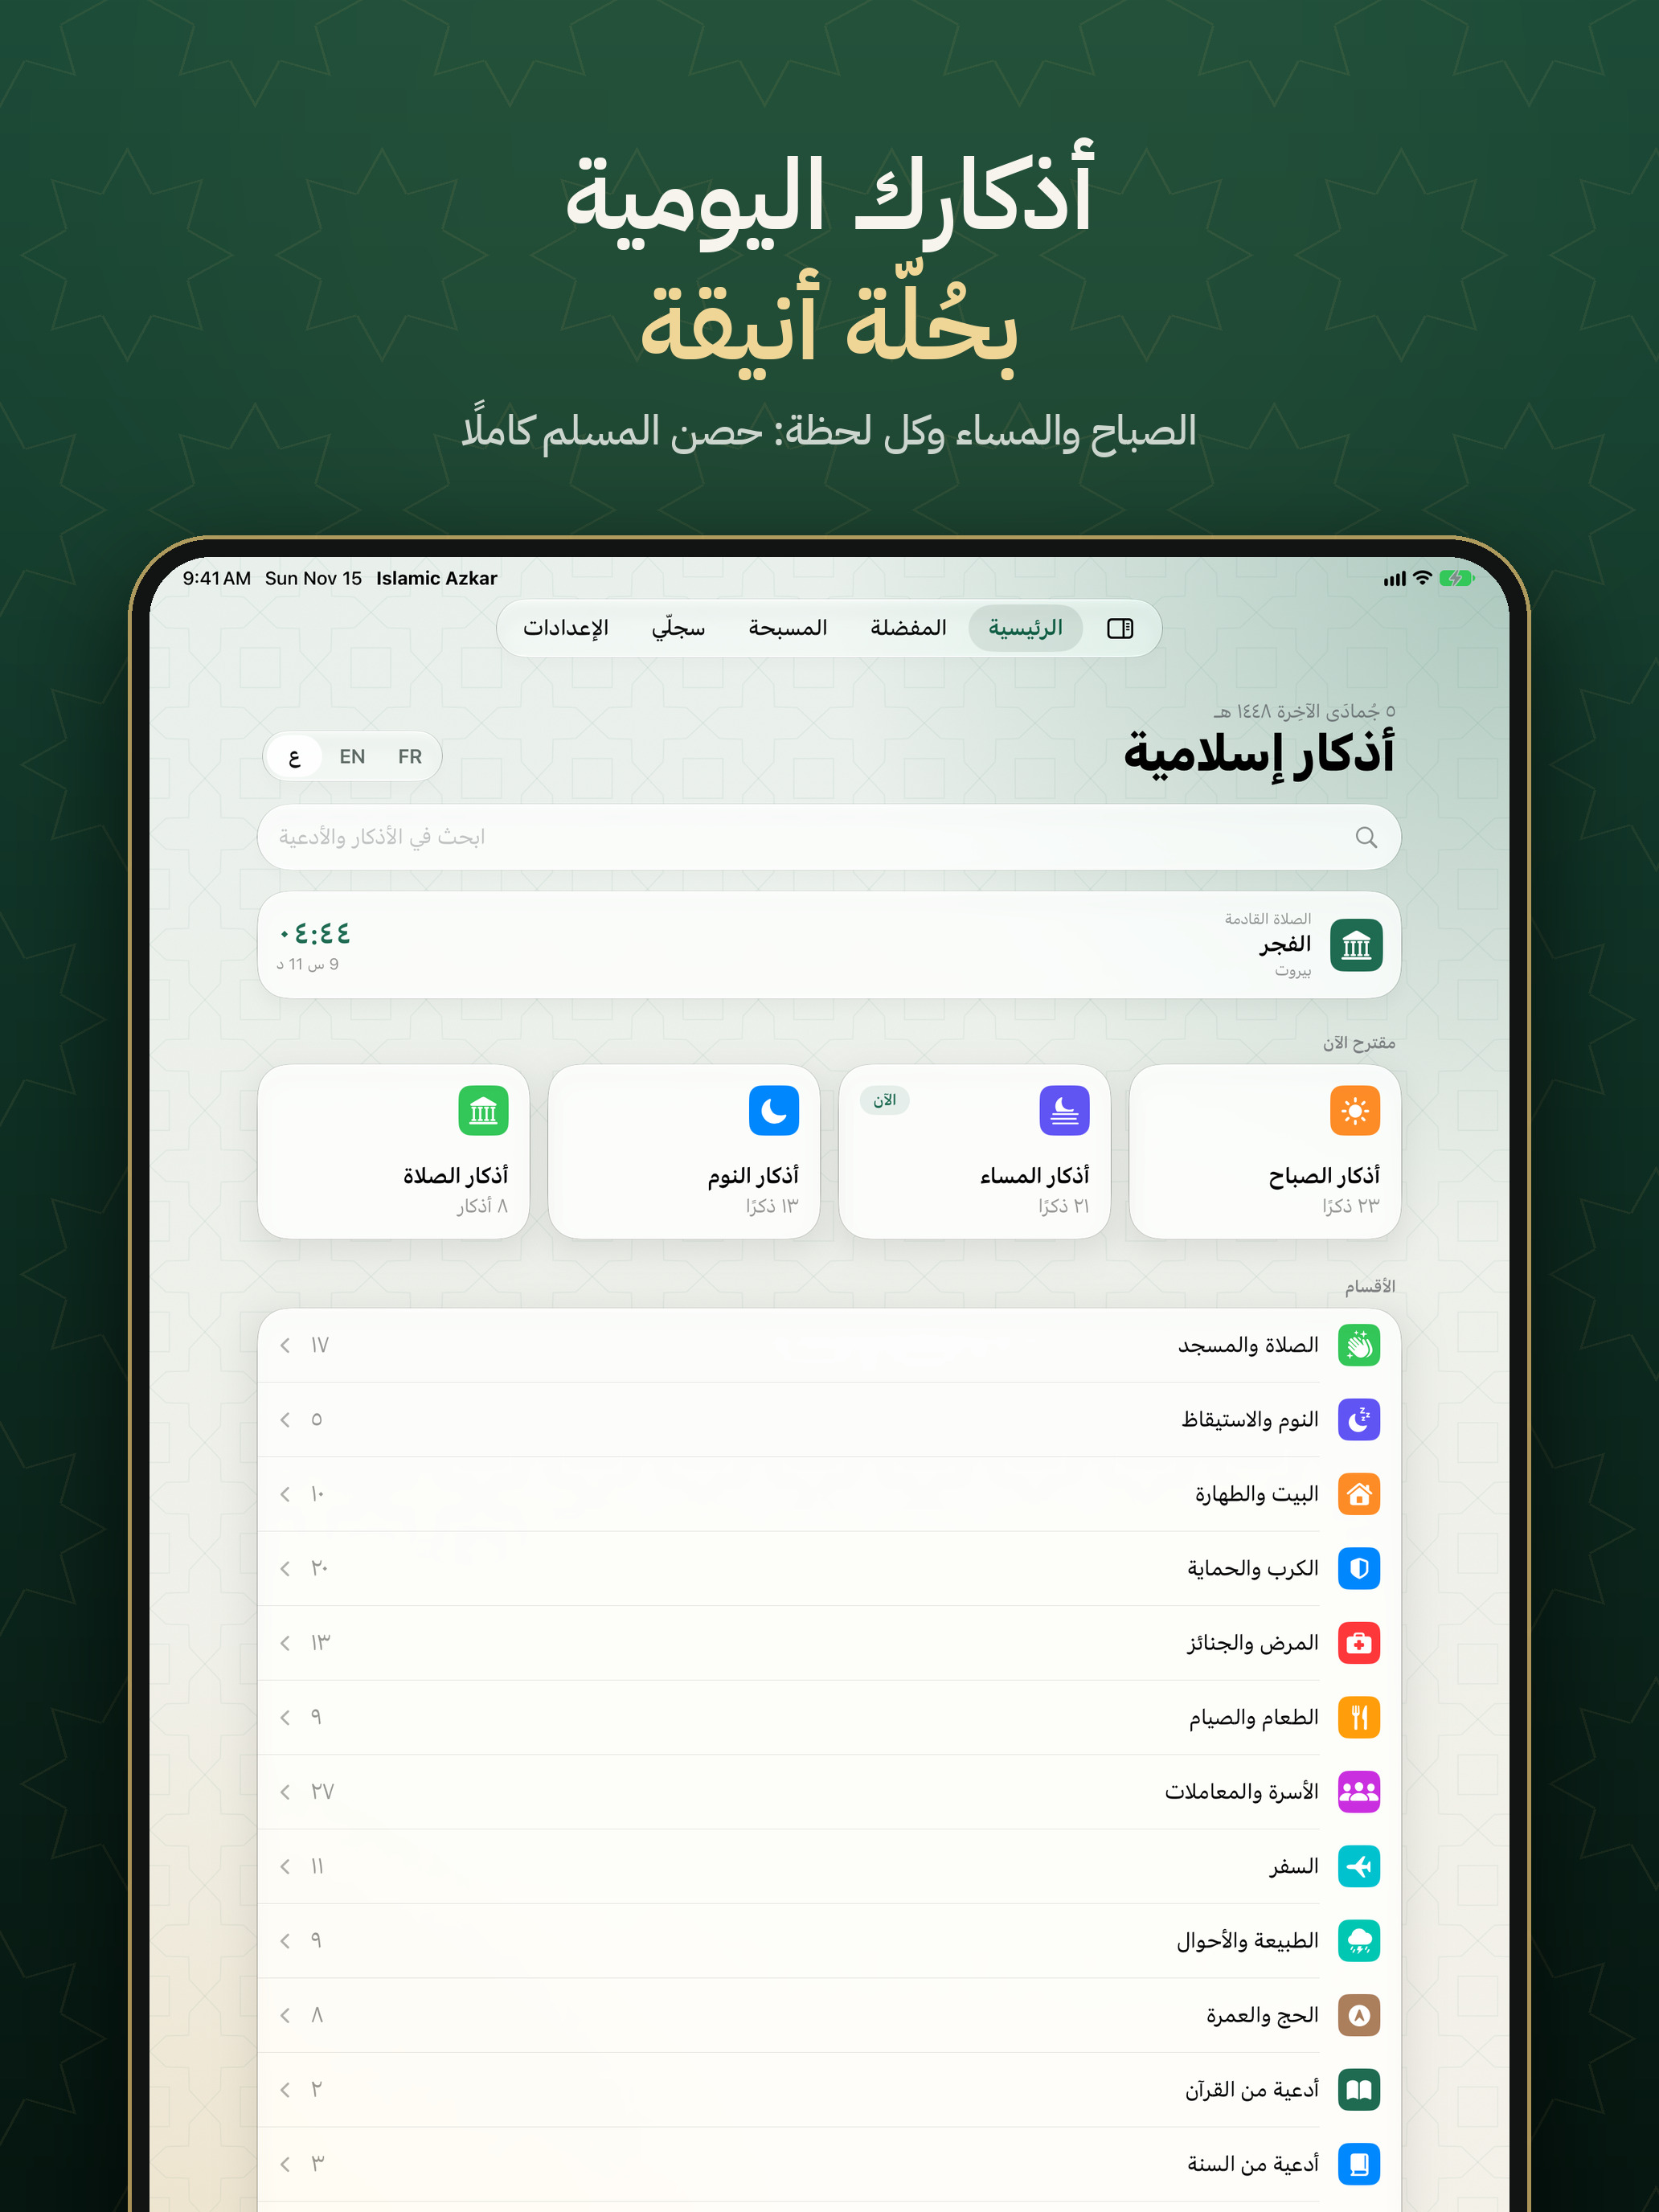 أذكارك اليومية
بحُلّة أنيقة
الصباح والمساء وكل لحظة: حصن المسلم كاملًا
9:41 AM Sun Nov 15 Islamic Azkar
الرئيسية المفضلة المسبحة سجلّي الإعدادات
٥ جُمادَى الآخِرة ١٤٤٨ هـ
أذكار إسلامية
FR EN ع
ابحث في الأذكار والأدعية
الصلاة القادمة
الفجر
بيروت
٠٤:٤٤
9 س 11 د
مقترح الآن
أذكار الصباح
٢٣ ذكرًا
الآن
أذكار المساء
٢١ ذكرًا
أذكار النوم
١٣ ذكرًا
أذكار الصلاة
٨ أذكار
الأقسام
الصلاة والمسجد ١٧
النوم والاستيقاظ ٥
البيت والطهارة ١٠
الكرب والحماية ٢٠
المرض والجنائز ١٣
الطعام والصيام ٩
الأسرة والمعاملات ٢٧
السفر ١١
الطبيعة والأحوال ٩
الحج والعمرة ٨
أدعية من القرآن ٢
أدعية من السنة ٣